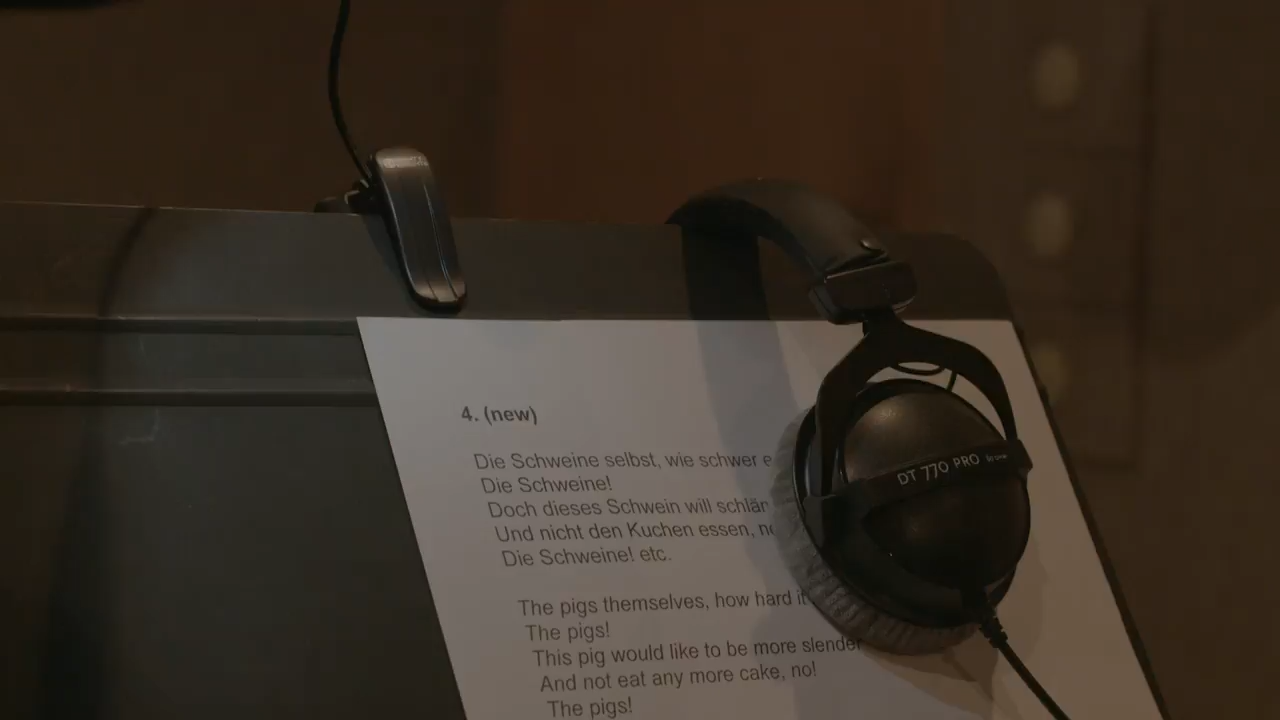 4. (new)
Die Schweine selbst, wie schwer
Die Schweine!
Doch dieses Schwein will
Und nicht den Kuchen essen,
Die Schweine! etc.
The pigs themselves, how hard it
The pigs!
This pig would like to be more slender
And not eat any more cake, no!
The pigs!
DT 770 PRO